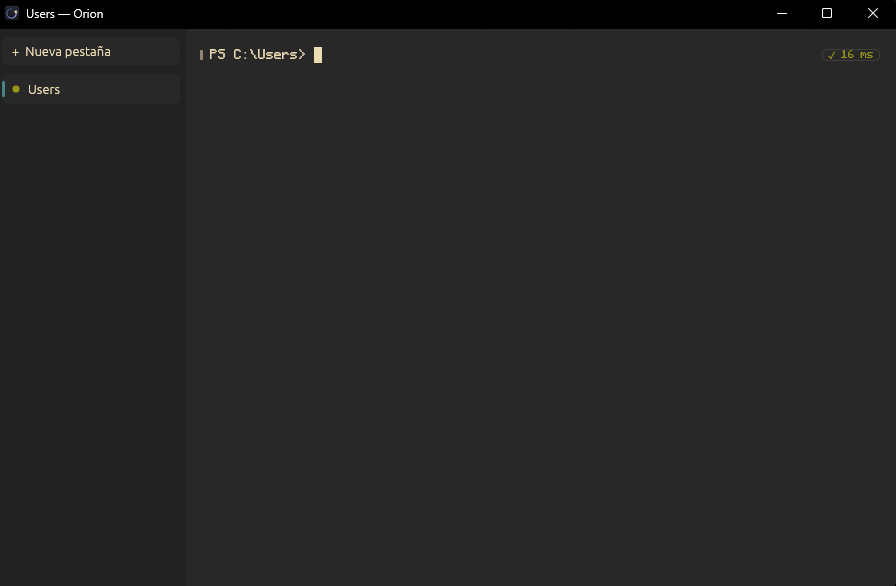 Users — Orion
+ Nueva pestaña
Users
PS C:\Users>
✓ 16 ms